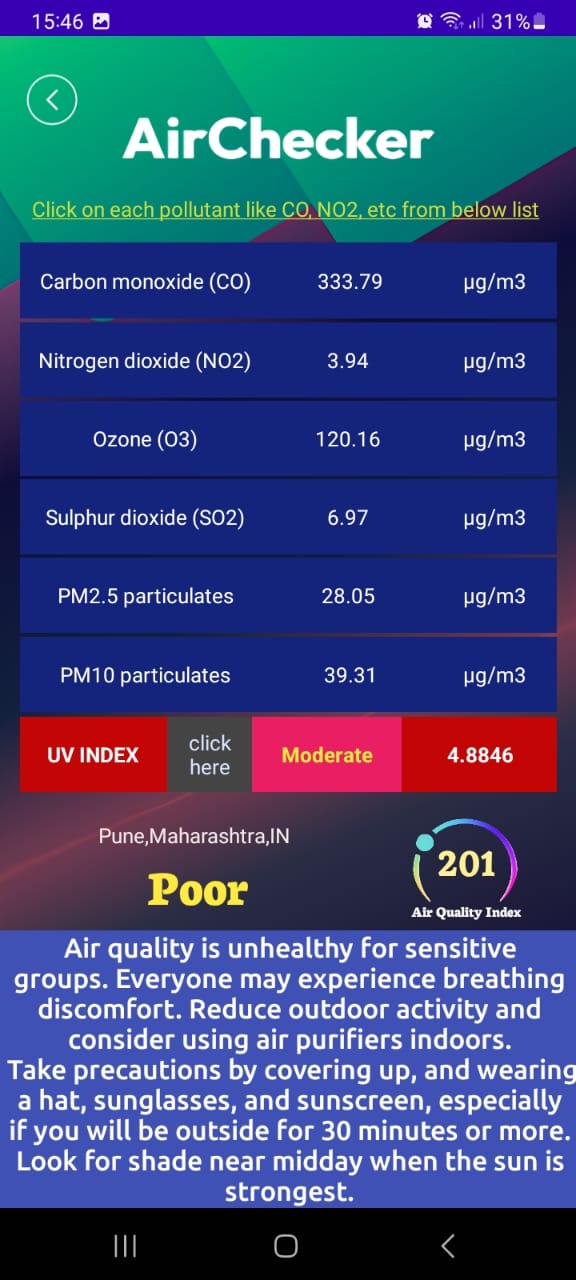 15:46 31%
AirChecker
Click on each pollutant like CO, NO2, etc from below list
Carbon monoxide (CO) 333.79 µg/m3
Nitrogen dioxide (NO2) 3.94 µg/m3
Ozone (O3) 120.16 µg/m3
Sulphur dioxide (SO2) 6.97 µg/m3
PM2.5 particulates 28.05 µg/m3
PM10 particulates 39.31 µg/m3
UV INDEX click here Moderate 4.8846
Pune,Maharashtra,IN
Poor
201
Air Quality Index
Air quality is unhealthy for sensitive
groups. Everyone may experience breathing
discomfort. Reduce outdoor activity and
consider using air purifiers indoors.
Take precautions by covering up, and wearing
a hat, sunglasses, and sunscreen, especially
if you will be outside for 30 minutes or more.
Look for shade near midday when the sun is
strongest.